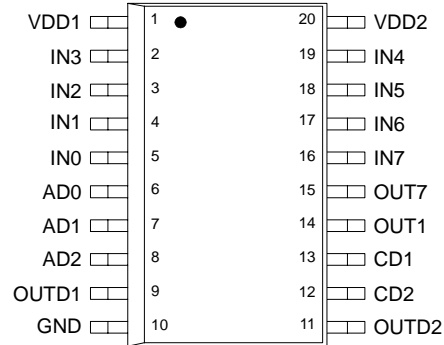 VDD1 1 20 VDD2
IN3 2 19 IN4
IN2 3 18 IN5
IN1 4 17 IN6
IN0 5 16 IN7
AD0 6 15 OUT7
AD1 7 14 OUT1
AD2 8 13 CD1
OUTD1 9 12 CD2
GND 10 11 OUTD2